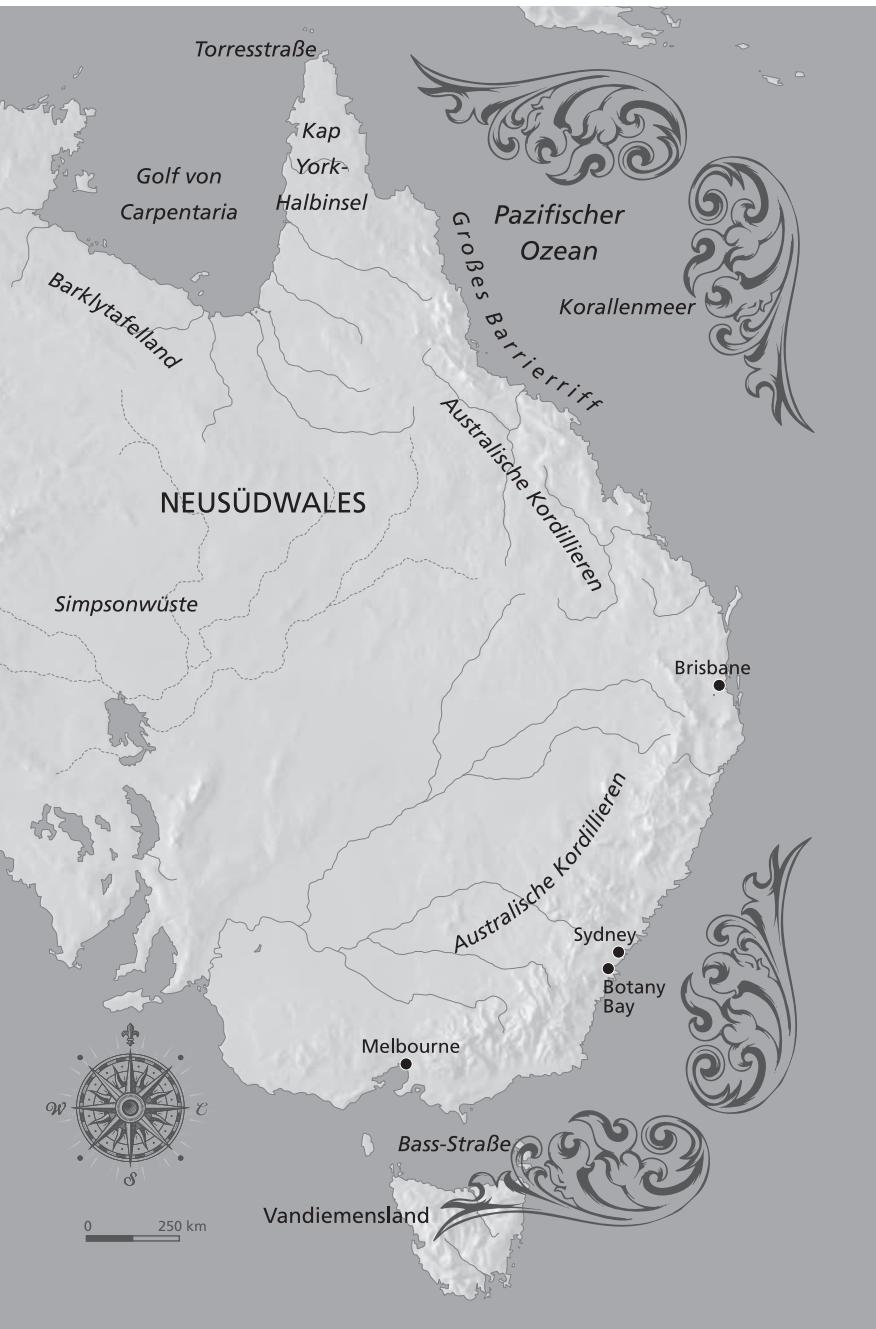 Torresstraße
Kap
York-
Halbinsel
Golf von
Carpentaria
Pazifischer
Ozean
Großes Barrierriff
Korallenmeer
Barklytafelland
Australische Kordillieren
NEUSÜDWALES
Simpsonwüste
Brisbane
Australische Kordillieren
Sydney
Botany
Bay
Melbourne
W
S
Bass-Straße
Vandiemensland
0 250 km